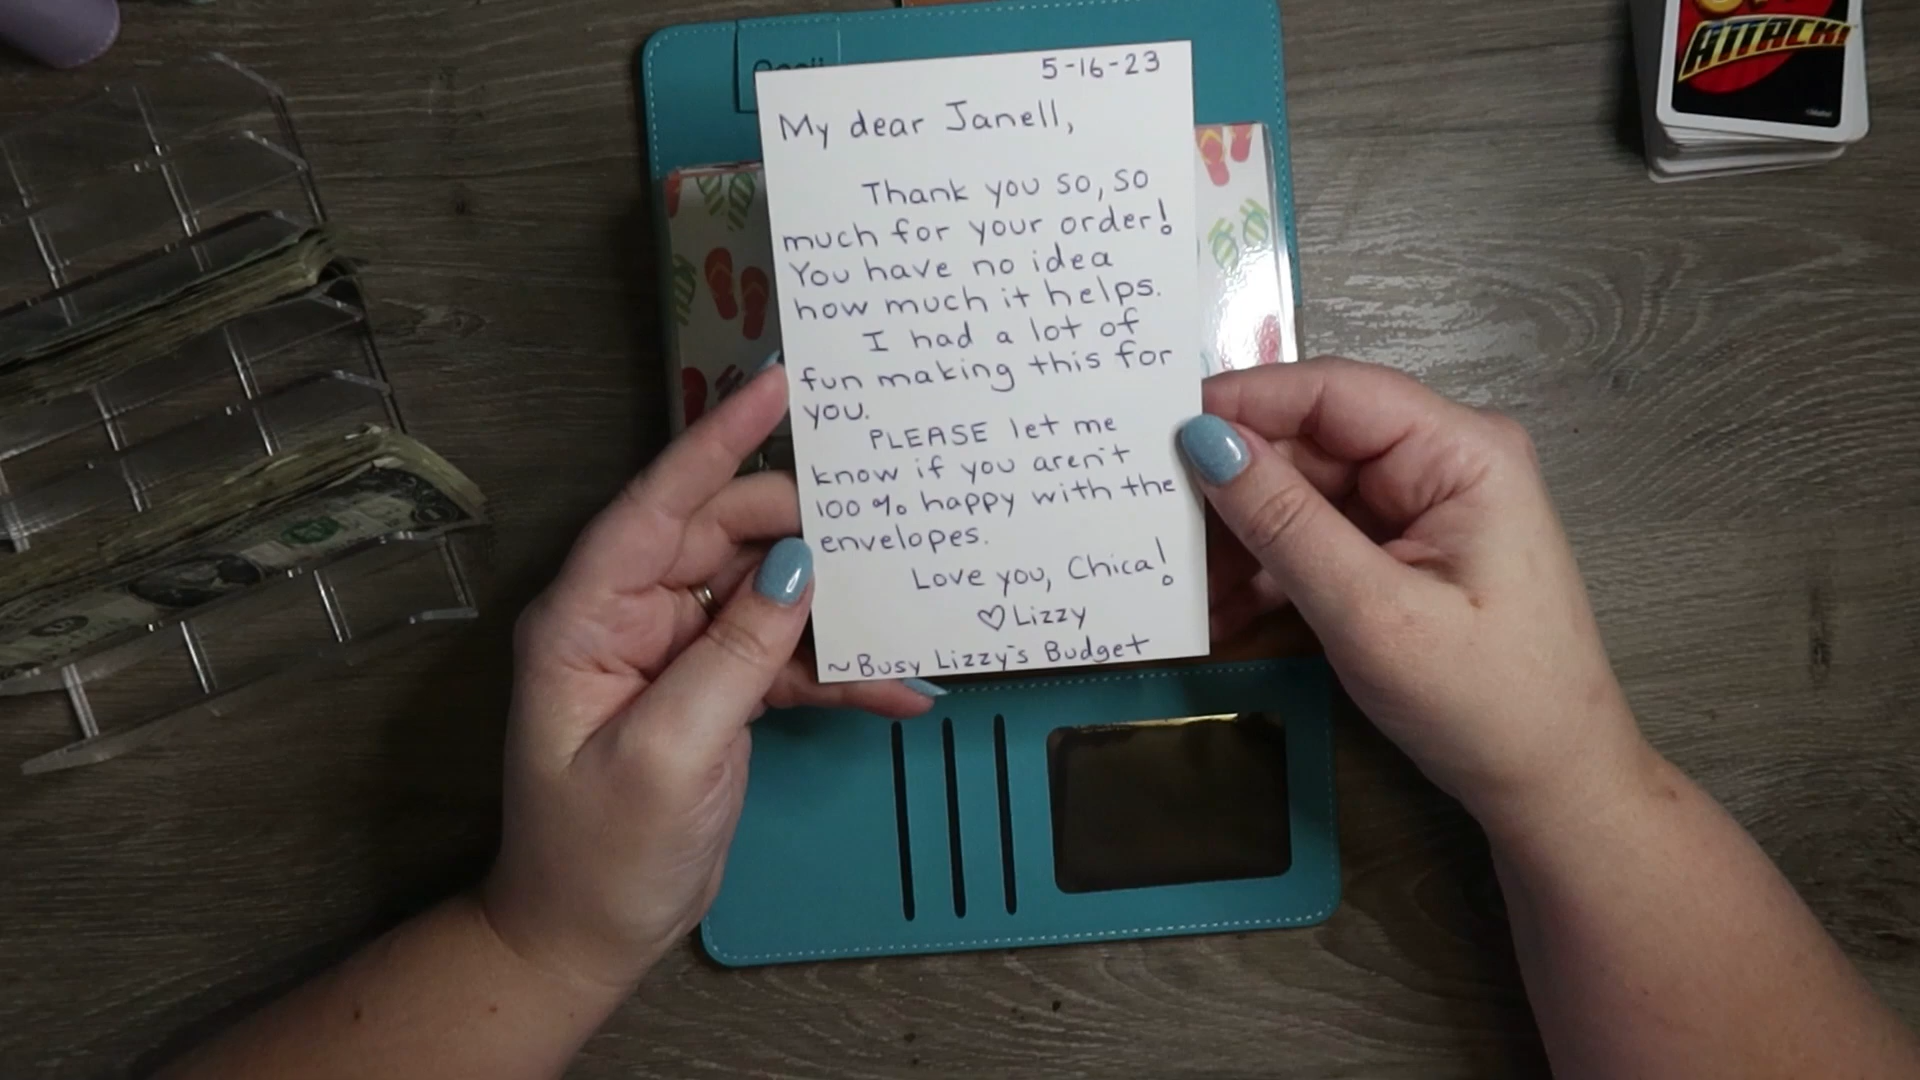 5-16-23
My dear Janell,
Thank you so, so
much for your order!
You have no idea
how much it helps.
I had a lot of
fun making this for
you.
PLEASE let me
know if you aren't
100% happy with the
envelopes.
Love you, Chica!
♡ Lizzy
~Busy Lizzy's Budget
ATTACK!